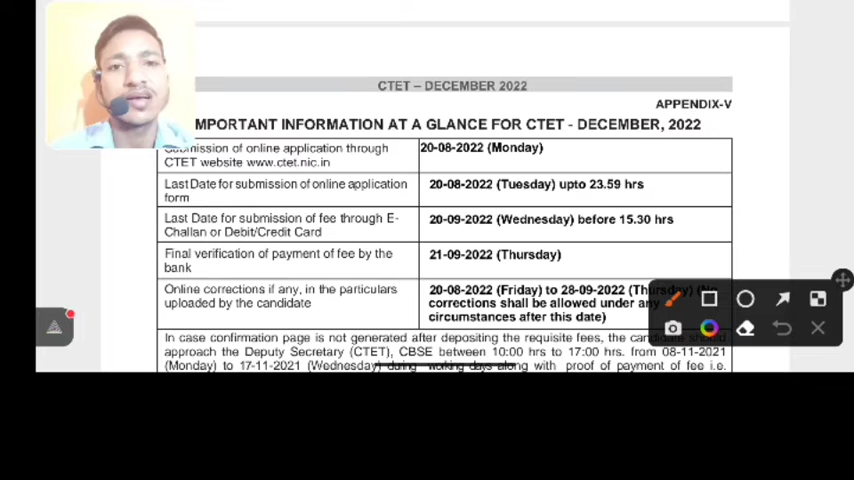 CTET – DECEMBER 2022
APPENDIX-V
MPORTANT INFORMATION AT A GLANCE FOR CTET - DECEMBER, 2022
Submission of online application through
CTET website www.ctet.nic.in
20-08-2022 (Monday)
Last Date for submission of online application
form
20-08-2022 (Tuesday) upto 23.59 hrs
Last Date for submission of fee through E-
Challan or Debit/Credit Card
20-09-2022 (Wednesday) before 15.30 hrs
Final verification of payment of fee by the
bank
21-09-2022 (Thursday)
Online corrections if any, in the particulars
uploaded by the candidate
20-08-2022 (Friday) to 28-09-2022 (Thursday) (No
corrections shall be allowed under any
circumstances after this date)
In case confirmation page is not generated after depositing the requisite fees, the candidate should
approach the Deputy Secretary (CTET), CBSE between 10:00 hrs to 17:00 hrs. from 08-11-2021
(Monday) to 17-11-2021 (Wednesday) during working days along with proof of payment of fee i.e.